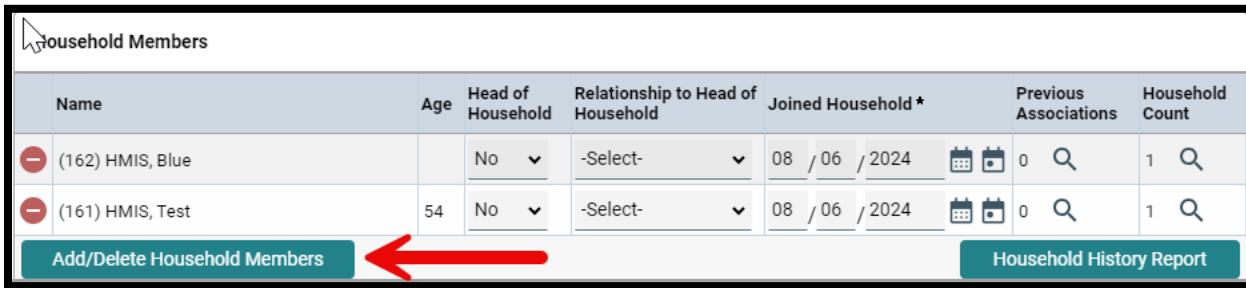 Household Members
Name Age Head of Household Relationship to Head of Household Joined Household * Previous Associations Household Count
(162) HMIS, Blue No -Select- 08 / 06 / 2024 0 1
(161) HMIS, Test 54 No -Select- 08 / 06 / 2024 0 1
Add/Delete Household Members Household History Report